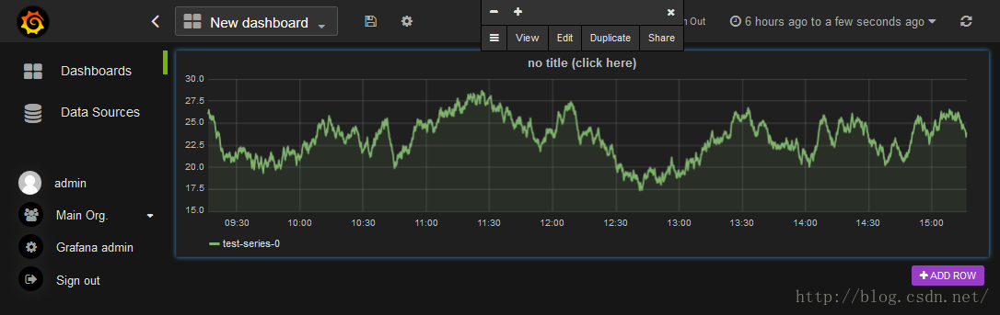 New dashboard
n Out
6 hours ago to a few seconds ago
View Edit Duplicate Share
Dashboards
Data Sources
admin
Main Org.
Grafana admin
Sign out
no title (click here)
30.0
27.5
25.0
22.5
20.0
17.5
15.0
09:30 10:00 10:30 11:00 11:30 12:00 12:30 13:00 13:30 14:00 14:30 15:00
test-series-0
+ ADD ROW
http://blog.csdn.net/